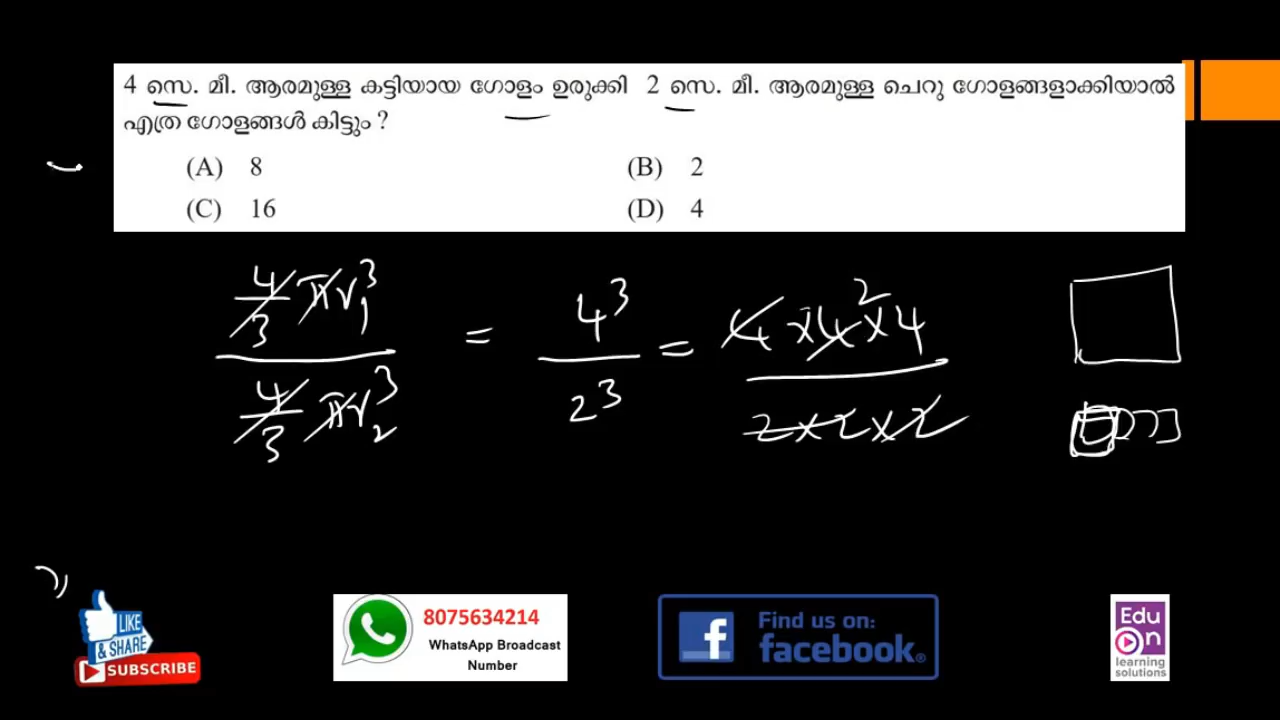 4 സെ. മീ. ആരമുള്ള കട്ടിയായ ഗോളം ഉരുക്കി 2 സെ. മീ. ആരമുള്ള ചെറു ഗോളങ്ങളാക്കിയാൽ
എത്ര ഗോളങ്ങൾ കിട്ടും ?
(A) 8 (B) 2
(C) 16 (D) 4
4/3 πr₁³ / 4/3 πr₂³ = 4³ / 2³ = 4 x 4² x 4 / 2 x 2 x 2
LIKE
& SHARE
SUBSCRIBE
8075634214
WhatsApp Broadcast
Number
Find us on:
facebook®
Edu
On
learning
solutions